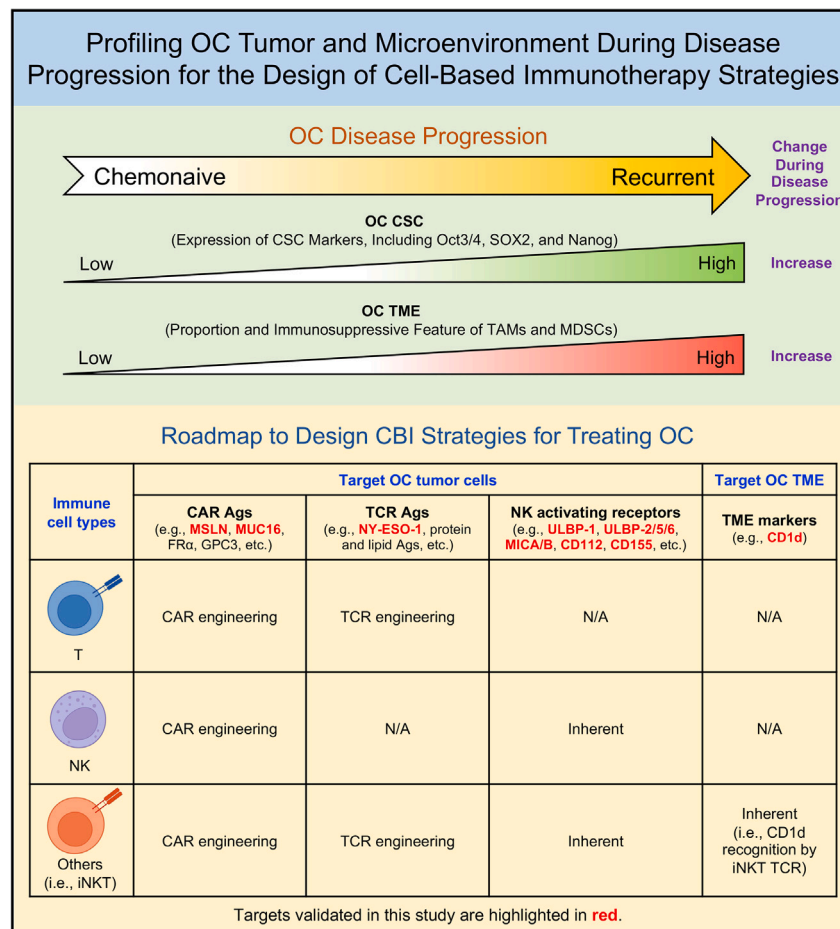 Profiling OC Tumor and Microenvironment During Disease
Progression for the Design of Cell-Based Immunotherapy Strategies
OC Disease Progression
Chemonaive
Recurrent
Change
During
Disease
Progression
OC CSC
(Expression of CSC Markers, Including Oct3/4, SOX2, and Nanog)
Low
High
Increase
OC TME
(Proportion and Immunosuppressive Feature of TAMs and MDSCs)
Low
High
Increase
Roadmap to Design CBI Strategies for Treating OC
Immune
cell types
Target OC tumor cells
Target OC TME
CAR Ags
(e.g., MSLN, MUC16,
FRα, GPC3, etc.)
TCR Ags
(e.g., NY-ESO-1, protein
and lipid Ags, etc.)
NK activating receptors
(e.g., ULBP-1, ULBP-2/5/6,
MICA/B, CD112, CD155, etc.)
TME markers
(e.g., CD1d)
T
CAR engineering
TCR engineering
N/A
N/A
NK
CAR engineering
N/A
Inherent
N/A
Others
(i.e., iNKT)
CAR engineering
TCR engineering
Inherent
Inherent
(i.e., CD1d
recognition by
iNKT TCR)
Targets validated in this study are highlighted in red.